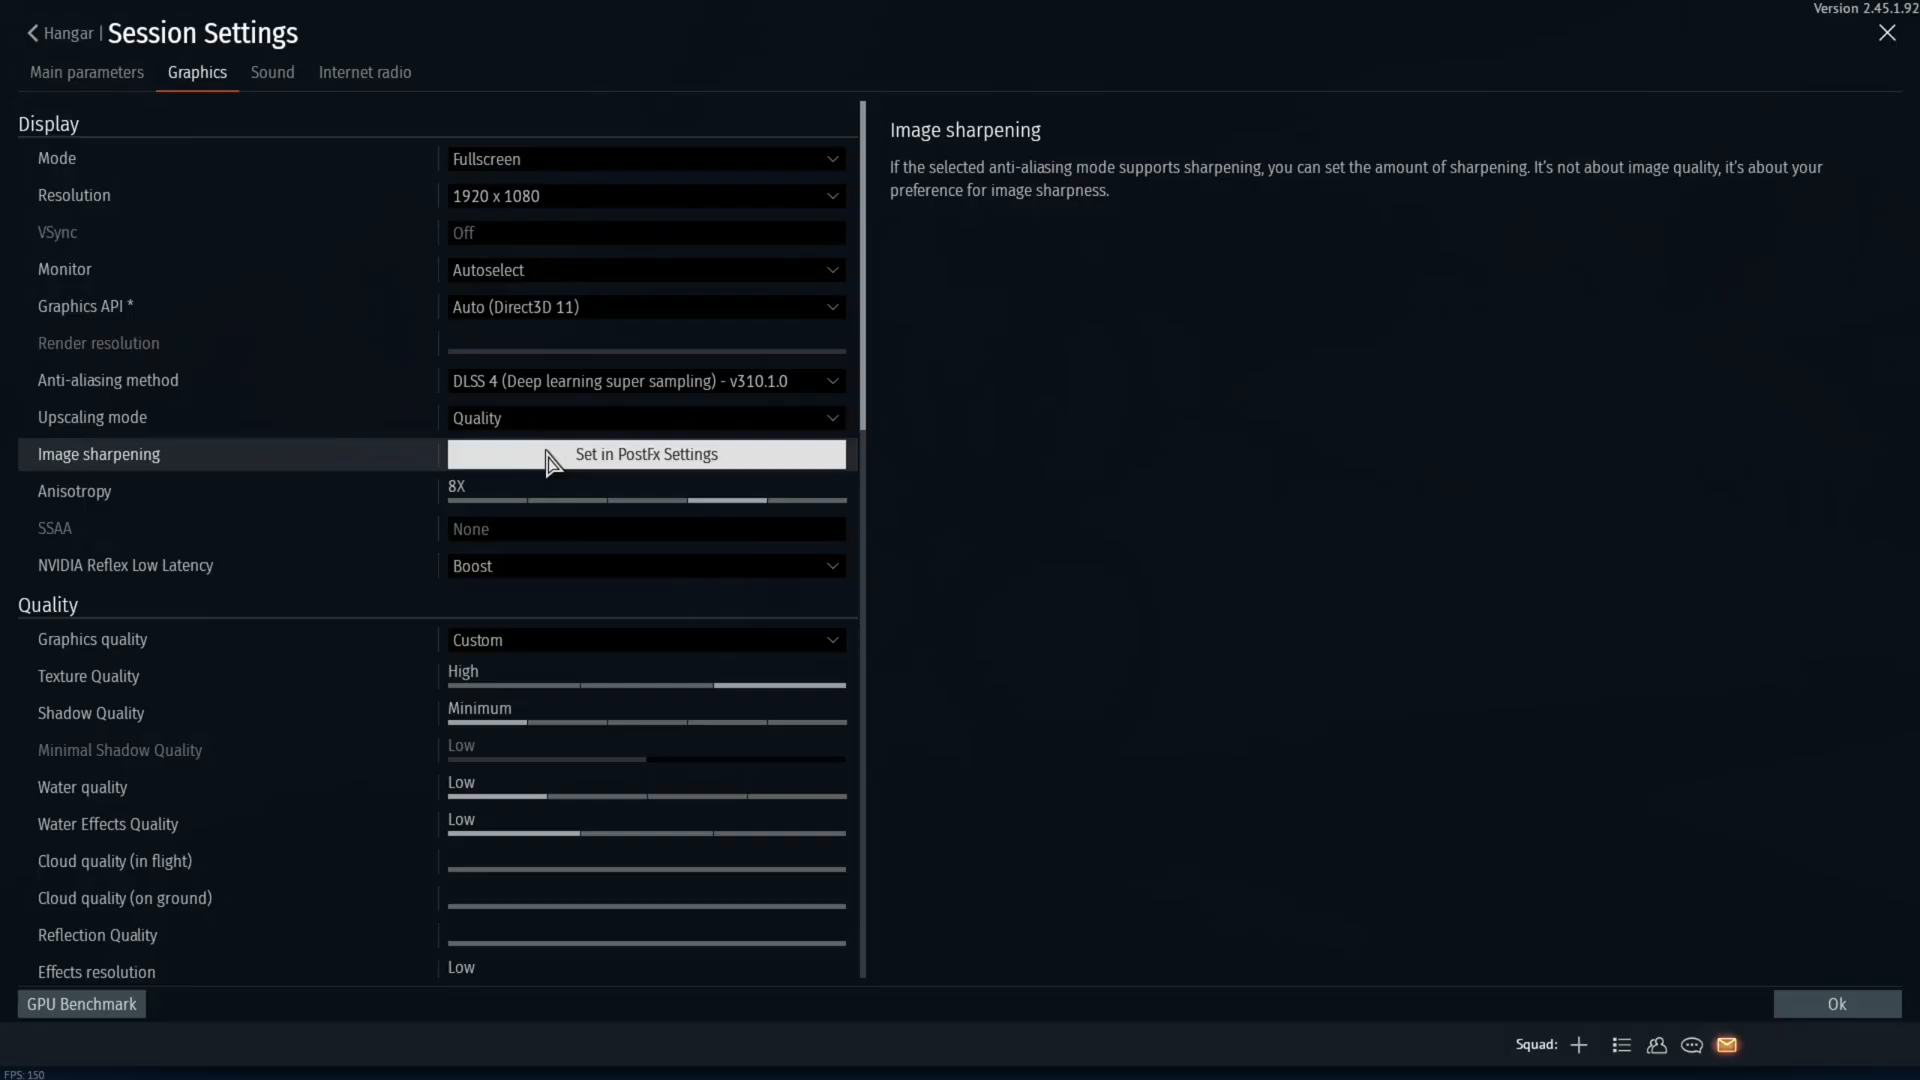 Version 2.45.1.92
Hangar | Session Settings
Main parameters Graphics Sound Internet radio
Display
Mode Fullscreen
Resolution 1920 x 1080
VSync Off
Monitor Autoselect
Graphics API * Auto (Direct3D 11)
Render resolution
Anti-aliasing method DLSS 4 (Deep learning super sampling) - v310.1.0
Upscaling mode Quality
Image sharpening Set in PostFx Settings
Anisotropy 8X
SSAA None
NVIDIA Reflex Low Latency Boost
Quality
Graphics quality Custom
Texture Quality High
Shadow Quality Minimum
Minimal Shadow Quality Low
Water quality Low
Water Effects Quality Low
Cloud quality (in flight)
Cloud quality (on ground)
Reflection Quality
Effects resolution Low
Image sharpening
If the selected anti-aliasing mode supports sharpening, you can set the amount of sharpening. It's not about image quality, it's about your
preference for image sharpness.
GPU Benchmark Ok
Squad:
FPS: 150